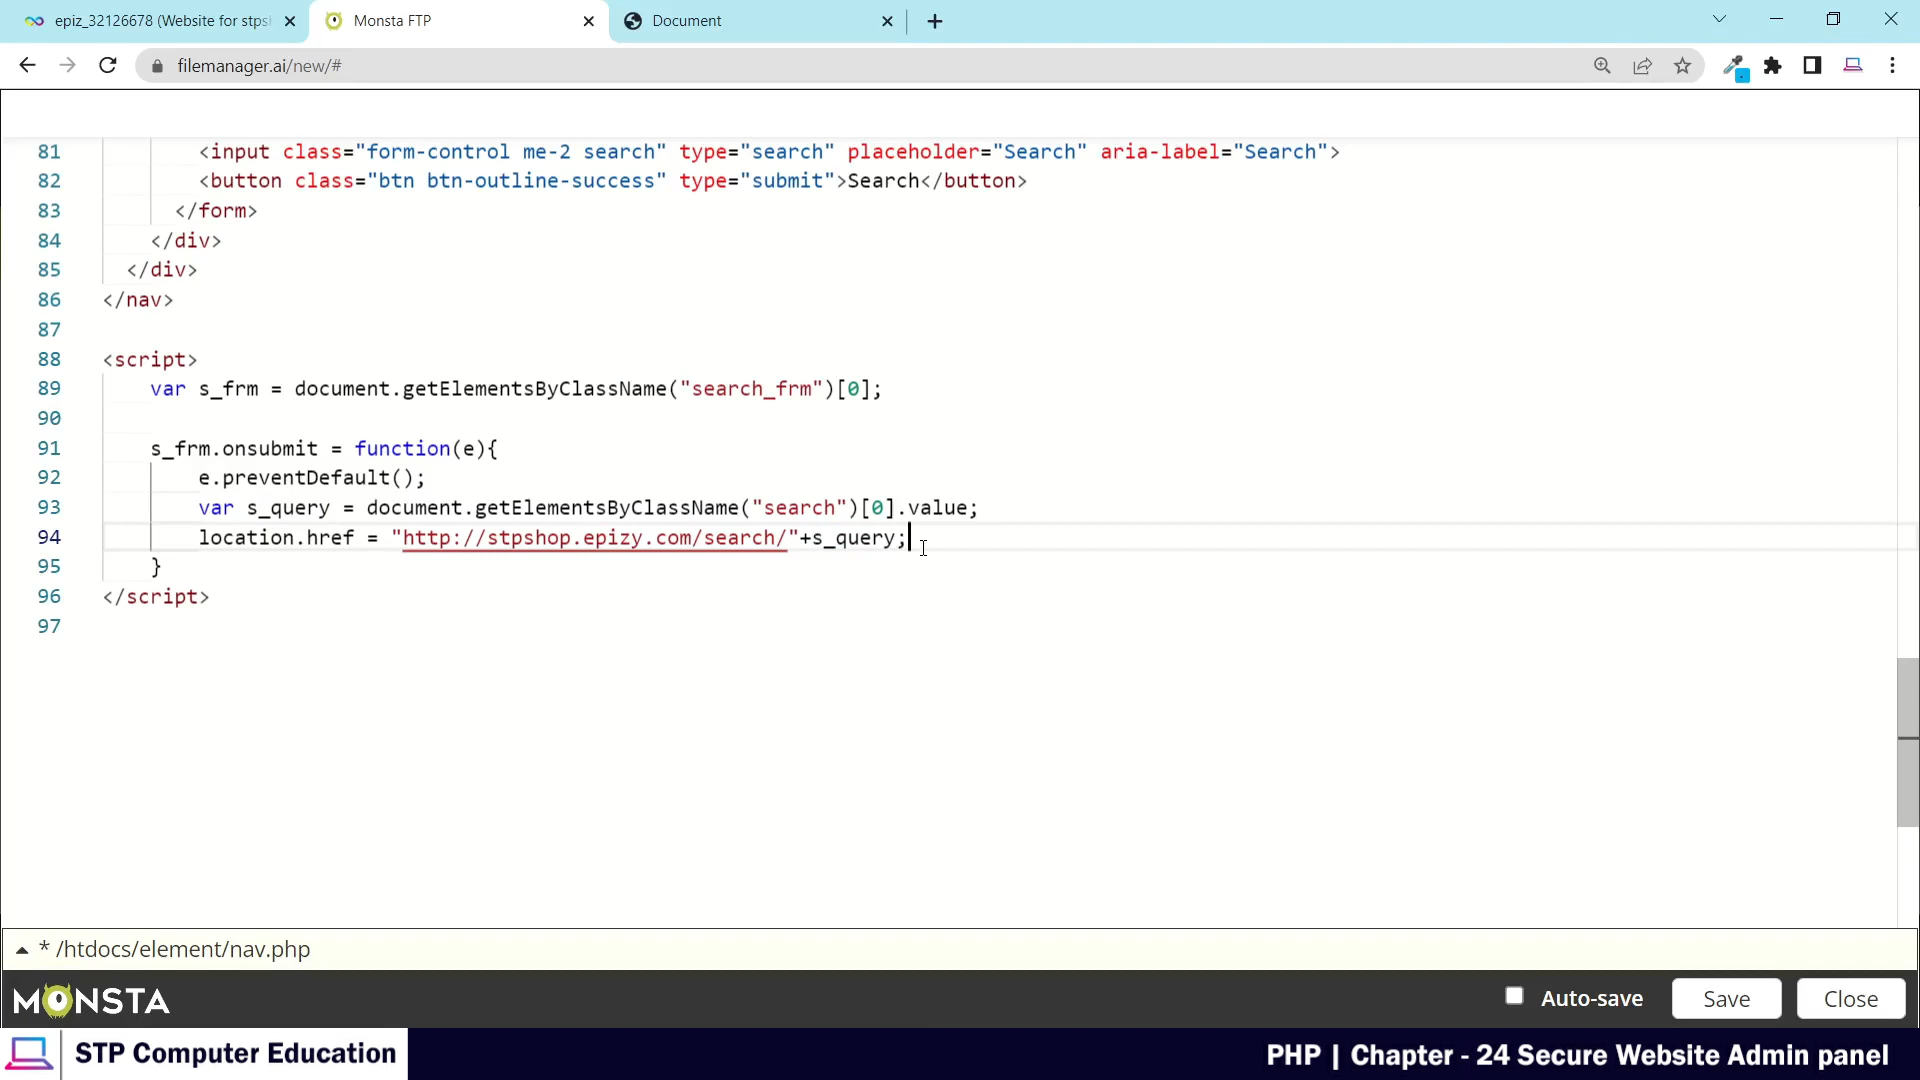 epiz_32126678 (Website for stps
Monsta FTP
Document
filemanager.ai/new/#
81 <input class="form-control me-2 search" type="search" placeholder="Search" aria-label="Search">
82 <button class="btn btn-outline-success" type="submit">Search</button>
83 </form>
84 </div>
85 </div>
86 </nav>
87
88 <script>
89 var s_frm = document.getElementsByClassName("search_frm")[0];
90
91 s_frm.onsubmit = function(e){
92 e.preventDefault();
93 var s_query = document.getElementsByClassName("search")[0].value;
94 location.href = "http://stpshop.epizy.com/search/"+s_query;
95 }
96 </script>
97
* /htdocs/element/nav.php
MONSTA
Auto-save
Save
Close
STP Computer Education
PHP | Chapter - 24 Secure Website Admin panel